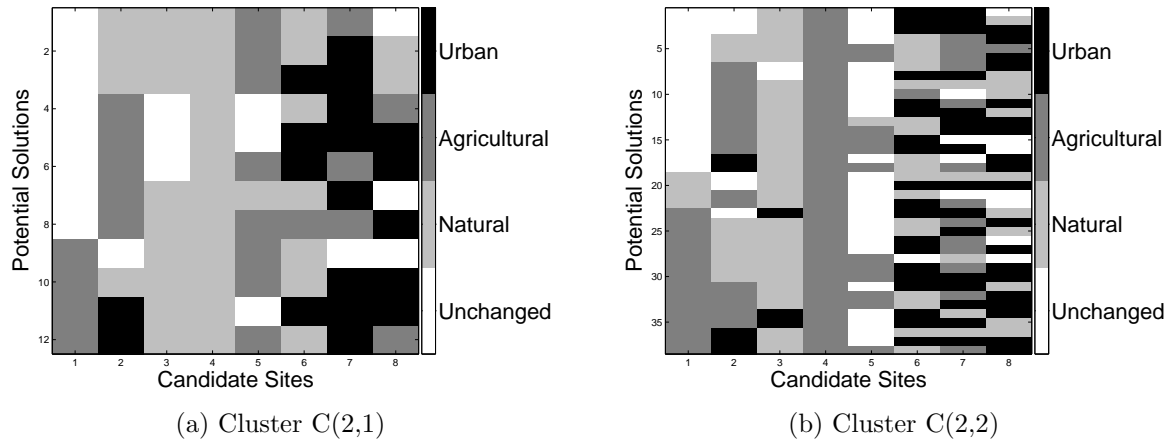 Potential Solutions
2
4
6
8
10
12
1 2 3 4 5 6 7 8
Candidate Sites
Urban
Agricultural
Natural
Unchanged
(a) Cluster C(2,1)
Potential Solutions
5
10
15
20
25
30
35
1 2 3 4 5 6 7 8
Candidate Sites
Urban
Agricultural
Natural
Unchanged
(b) Cluster C(2,2)